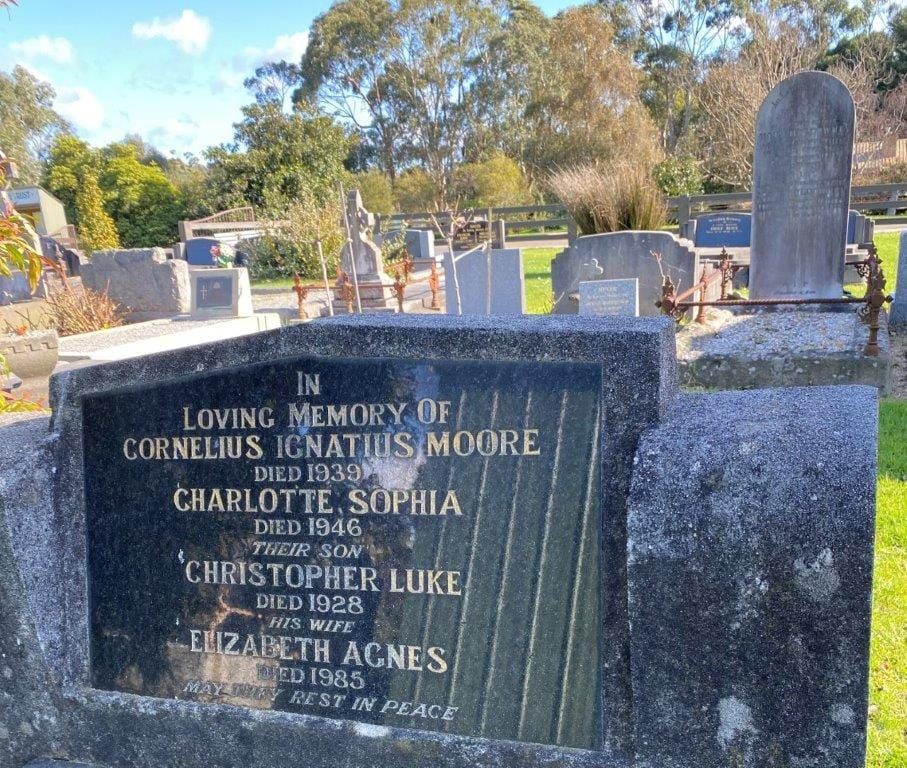 IN
LOVING MEMORY OF
CORNELIUS IGNATIUS MOORE
DIED 1939
CHARLOTTE SOPHIA
DIED 1946
THEIR SON
CHRISTOPHER LUKE
DIED 1928
HIS WIFE
ELIZABETH AGNES
DIED 1985
MAY THEY REST IN PEACE